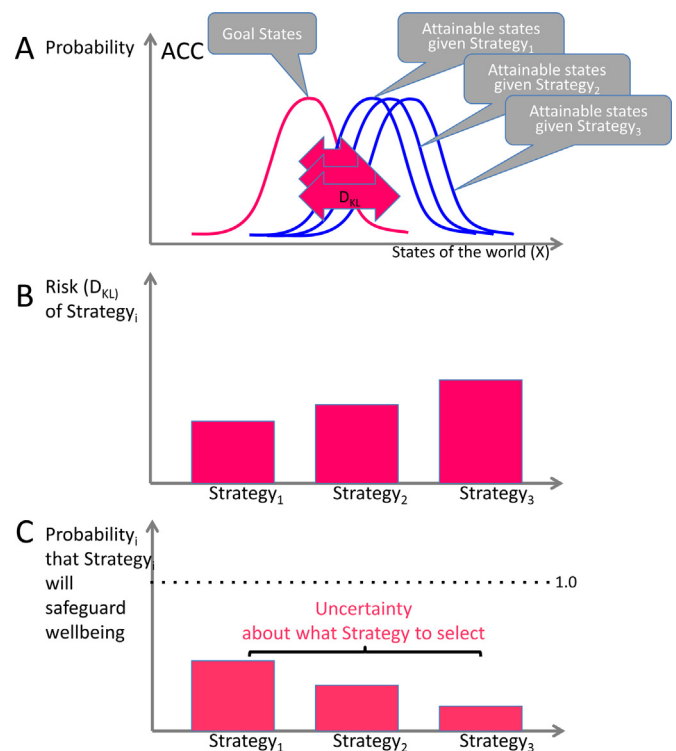 A
Probability
ACC
Goal States
Attainable states
given Strategy1
Attainable states
given Strategy2
Attainable states
given Strategy3
DKL
States of the world (X)
B
Risk (DKL)
of Strategyi
Strategy1
Strategy2
Strategy3
C
Probabilityi
that Strategyi
will
safeguard
wellbeing
1.0
Uncertainty
about what Strategy to select
Strategy1
Strategy2
Strategy3